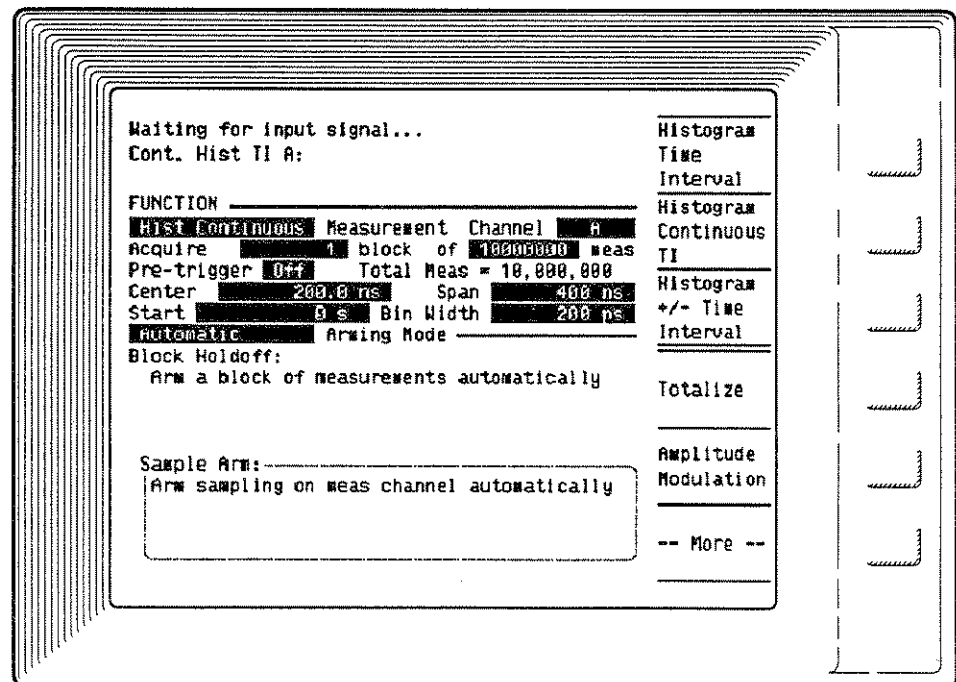 Waiting for input signal...
Cont. Hist TI A:
FUNCTION
Hist Continuous Measurement Channel A
Acquire 1 block of 10000000 meas
Pre-trigger Off Total Meas = 10,000,000
Center 200.0 ns Span 400 ns
Start 0 s Bin Width 200 ps
Automatic Arming Mode
Block Holdoff:
Arm a block of measurements automatically
Sample Arm:
Arm sampling on meas channel automatically
Histogram
Time
Interval
Histogram
Continuous
TI
Histogram
+/- Time
Interval
Totalize
Amplitude
Modulation
-- More --